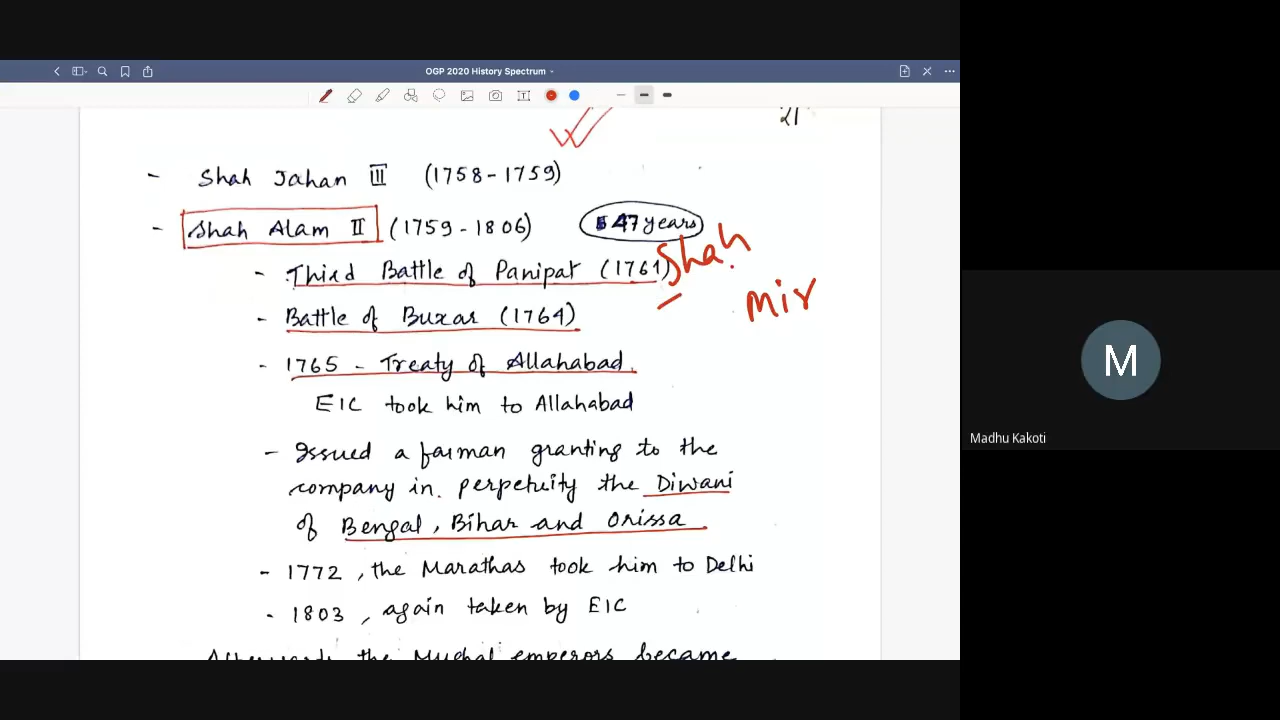 OGP 2020 History Spectrum
21
- Shah Jahan III (1758-1759)
- Shah Alam II (1759-1806) 47 years
- Third Battle of Panipat (1761) Shah
- Battle of Buxar (1764) mir
- 1765 - Treaty of Allahabad.
EIC took him to Allahabad
- Issued a farman granting to the
company in perpetuity the Diwani
of Bengal, Bihar and Orissa
- 1772, the Marathas took him to Delhi
- 1803, again taken by EIC
Afterwards the Mughal emperors became
M
Madhu Kakoti